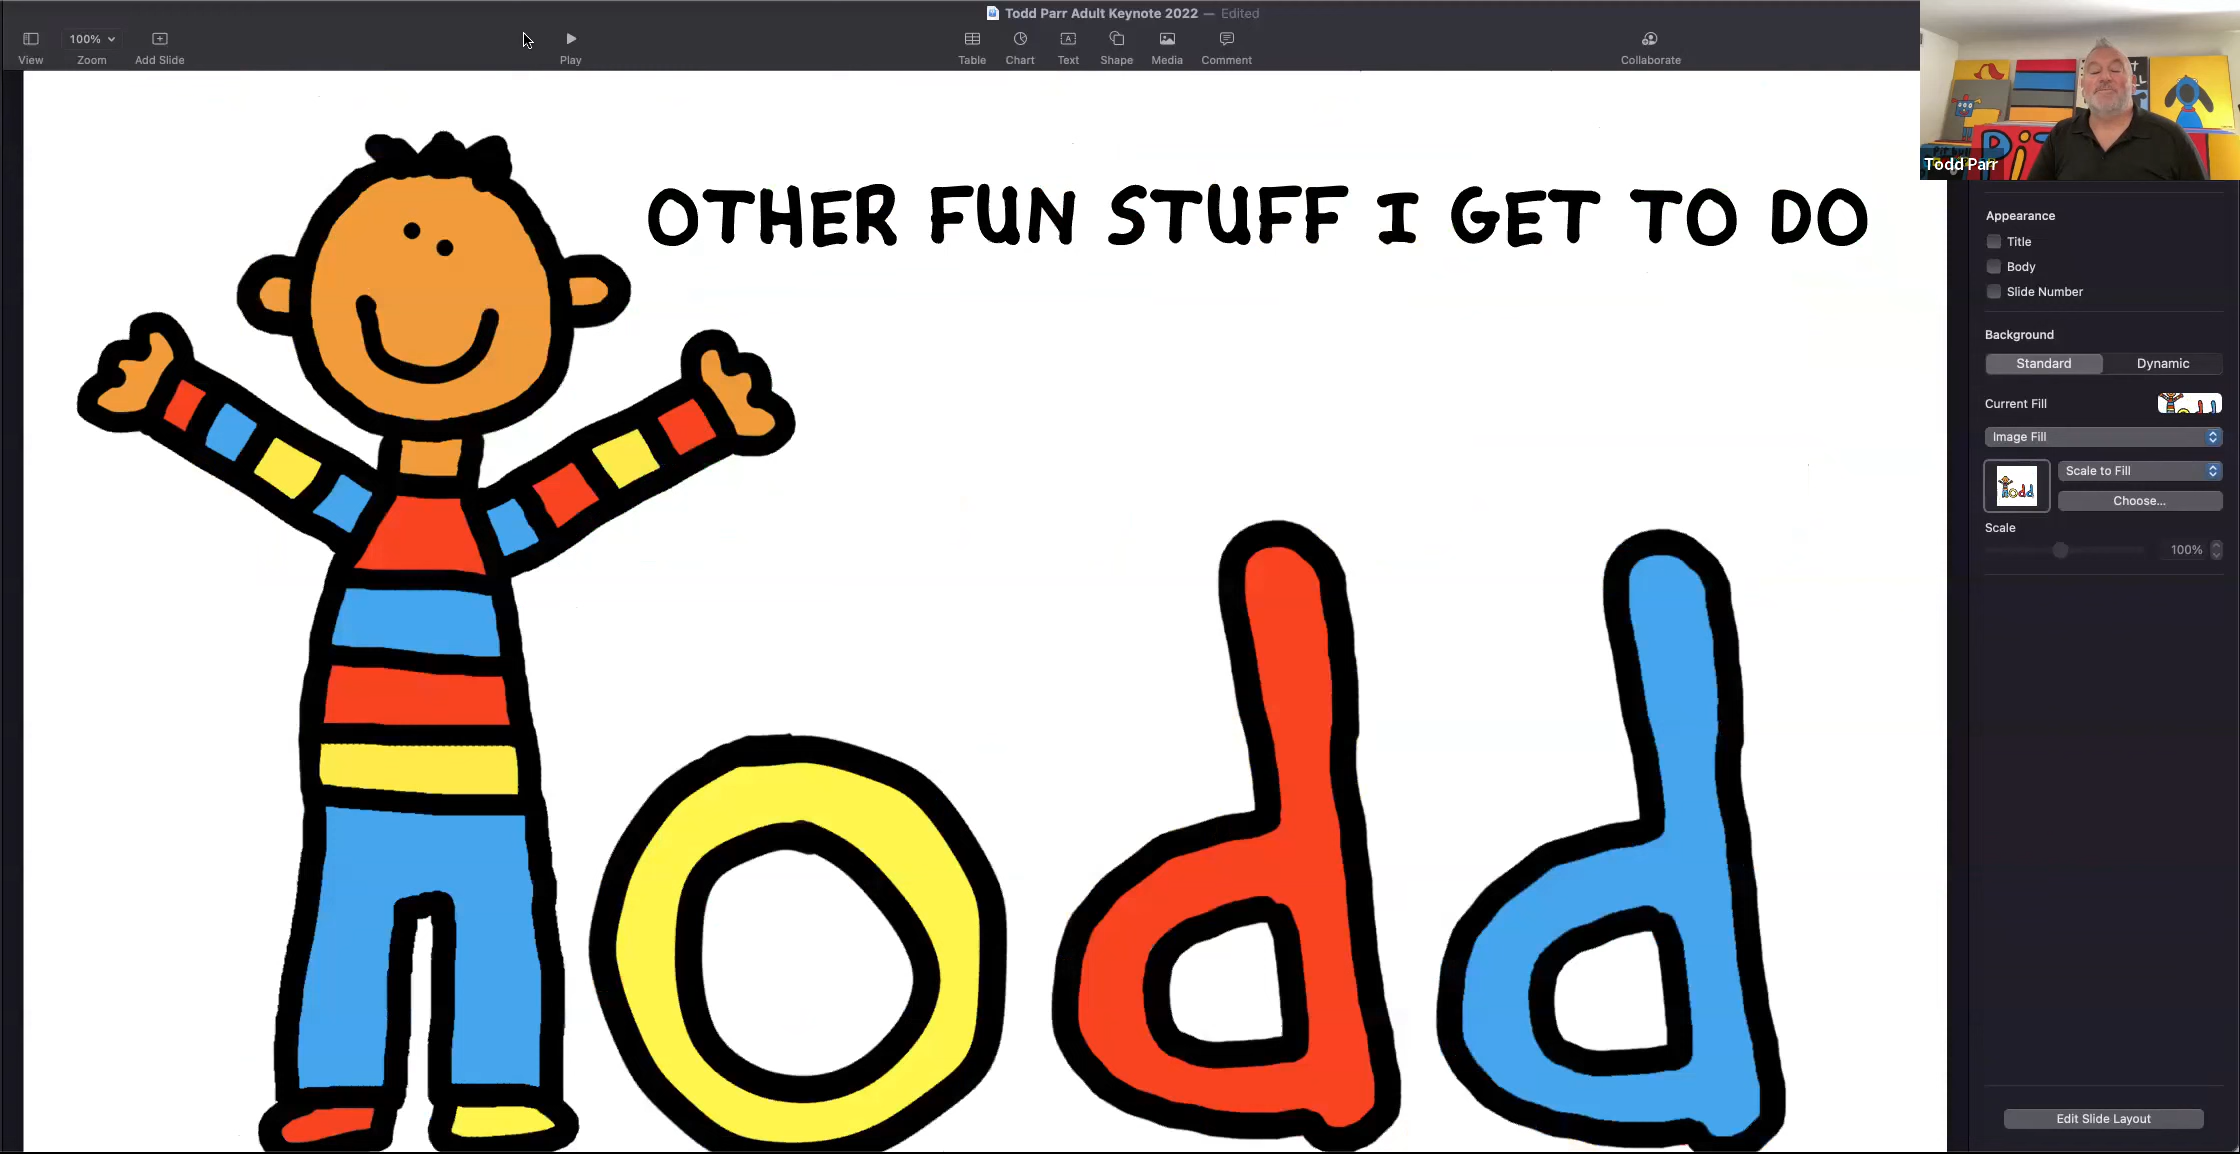 Todd Parr Adult Keynote 2022 — Edited
100%
View
Zoom
Add Slide
Play
Table
Chart
Text
Shape
Media
Comment
Collaborate
Todd Parr
OTHER FUN STUFF I GET TO DO
odd
Appearance
Title
Body
Slide Number
Background
Standard
Dynamic
Current Fill
Image Fill
Scale to Fill
Choose...
Scale
100%
Edit Slide Layout